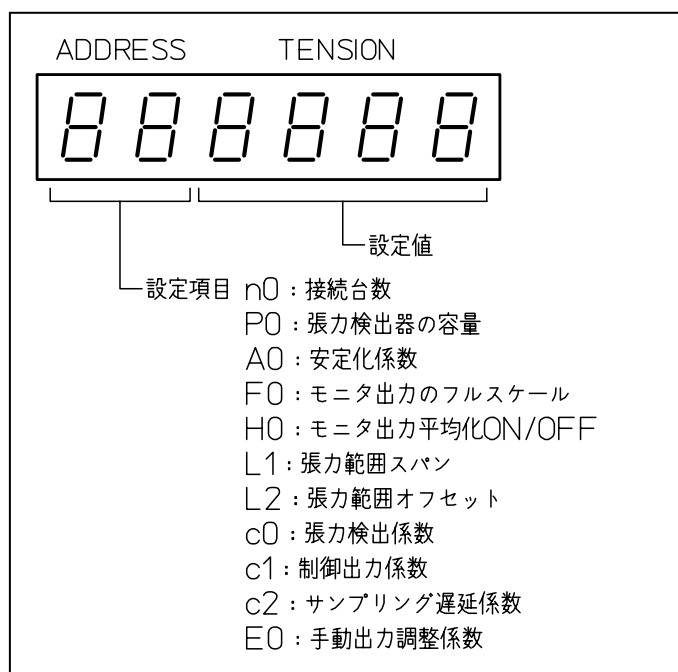 ADDRESS TENSION
88 8888
設定値
設定項目 n0：接続台数
P0：張力検出器の容量
A0：安定化係数
F0：モニタ出力のフルスケール
H0：モニタ出力平均化ON/OFF
L1：張力範囲スパン
L2：張力範囲オフセット
c0：張力検出係数
c1：制御出力係数
c2：サンプリング遅延係数
E0：手動出力調整係数